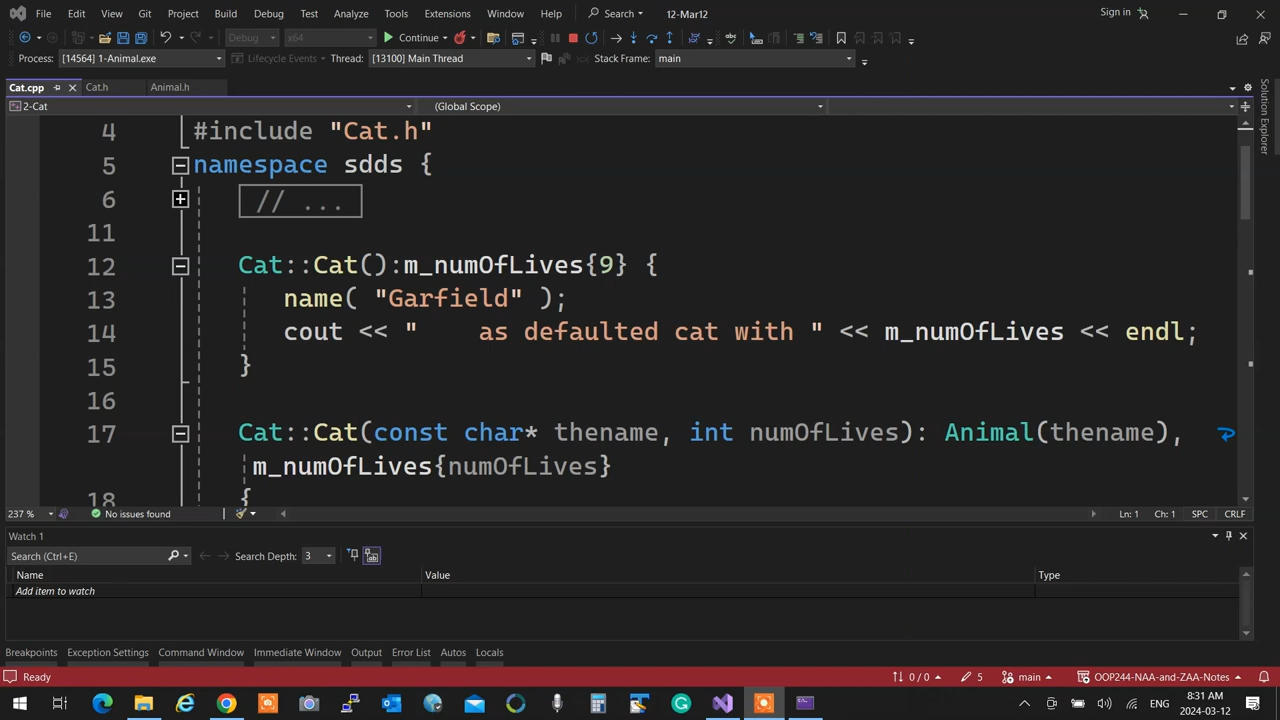 File Edit View Git Project Build Debug Test Analyze Tools Extensions Window Help Search 12-Mar12 Sign in
Debug x64 Continue
Process: [14564] 1-Animal.exe Lifecycle Events Thread: [13100] Main Thread Stack Frame: main
Cat.cpp Cat.h Animal.h
2-Cat (Global Scope)
4 #include "Cat.h"
5 namespace sdds {
6 // ...
11
12 Cat::Cat():m_numOfLives{9} {
13 name( "Garfield" );
14 cout << "    as defaulted cat with " << m_numOfLives << endl;
15 }
16
17 Cat::Cat(const char* thename, int numOfLives): Animal(thename),
m_numOfLives{numOfLives}
18 {
237 % No issues found Ln: 1 Ch: 1 SPC CRLF
Watch 1
Search (Ctrl+E) Search Depth: 3
Name Value Type
Add item to watch
Breakpoints Exception Settings Command Window Immediate Window Output Error List Autos Locals
Ready 0 / 0 5 main OOP244-NAA-and-ZAA-Notes
ENG 8:31 AM
2024-03-12
Solution Explorer